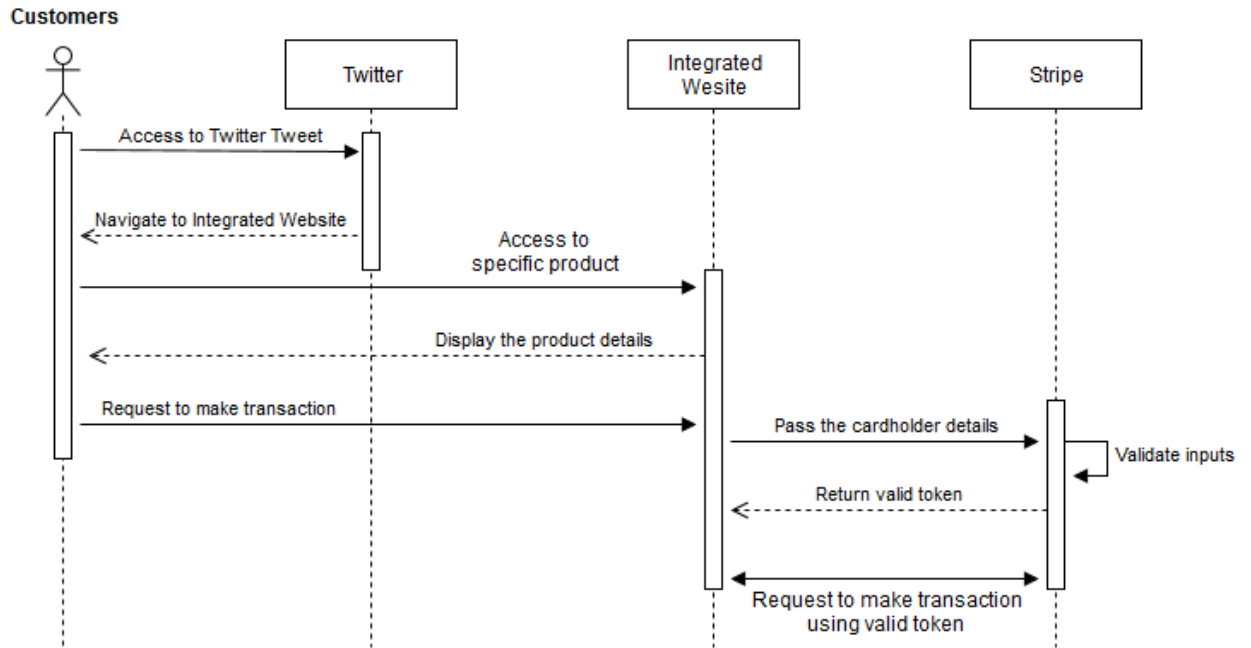 Customers
Twitter
Integrated
Wesite
Stripe
Access to Twitter Tweet
Navigate to Integrated Website
Access to
specific product
Display the product details
Request to make transaction
Pass the cardholder details
Validate inputs
Return valid token
Request to make transaction
using valid token